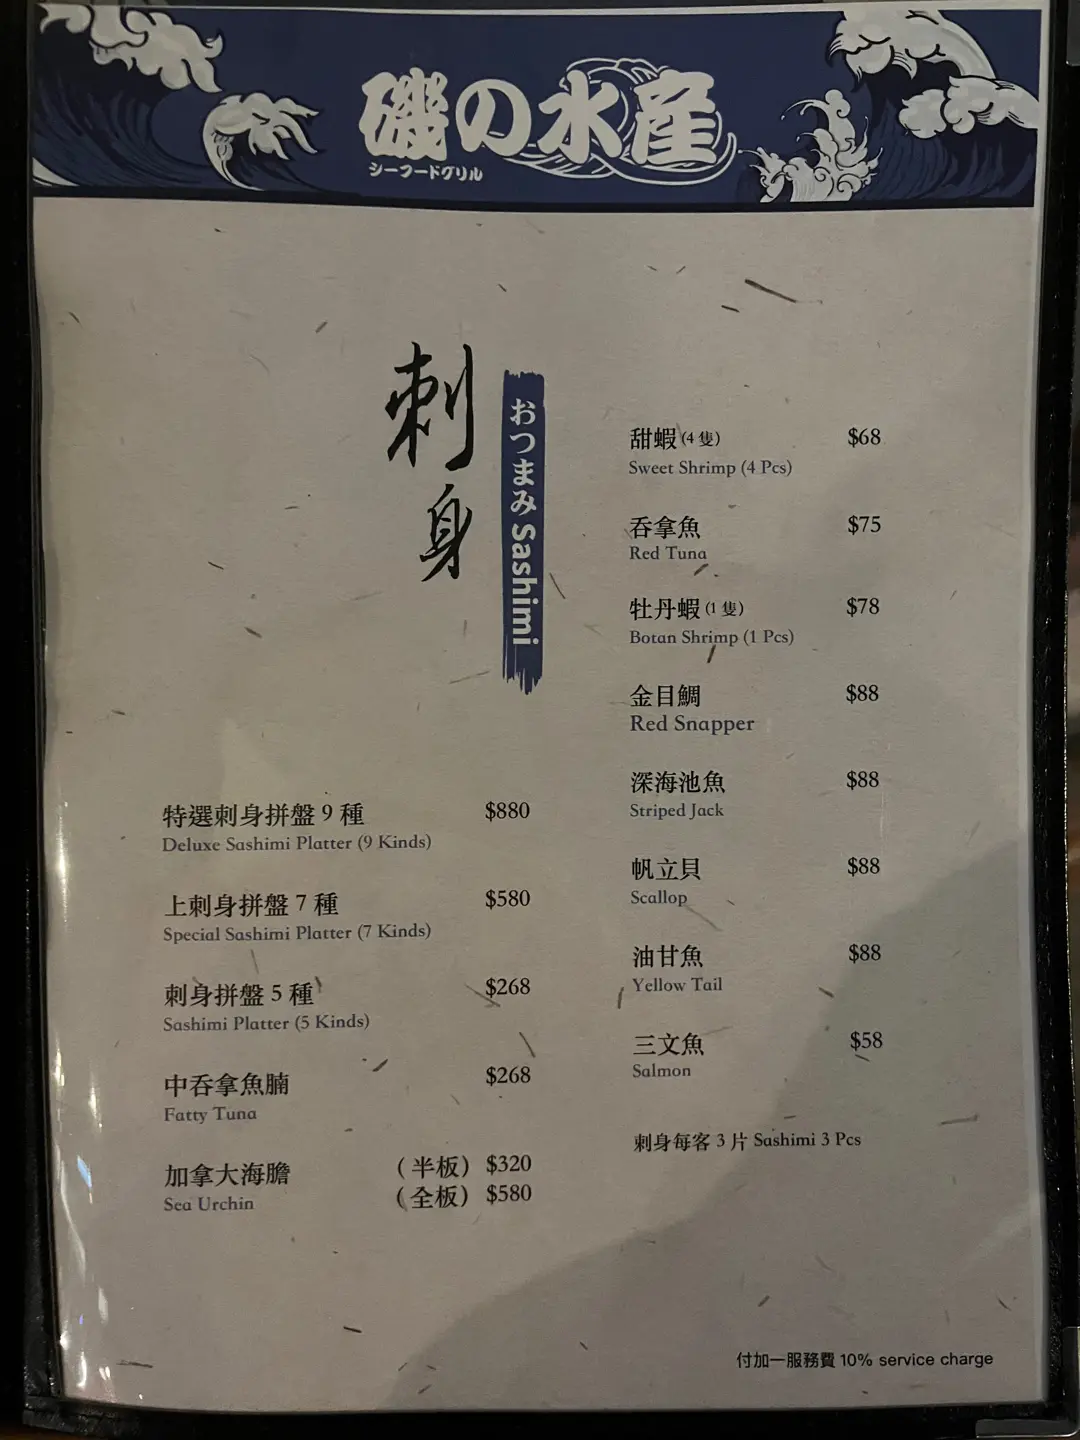 磯の水産
シーフードグリル
刺身
おつまみ Sashimi
特選刺身拼盤 9 種 $880
Deluxe Sashimi Platter (9 Kinds)
上刺身拼盤 7 種 $580
Special Sashimi Platter (7 Kinds)
刺身拼盤 5 種 $268
Sashimi Platter (5 Kinds)
中吞拿魚腩 $268
Fatty Tuna
加拿大海膽 (半板) $320
Sea Urchin (全板) $580
甜蝦 (4 隻) $68
Sweet Shrimp (4 Pcs)
吞拿魚 $75
Red Tuna
牡丹蝦 (1 隻) $78
Botan Shrimp (1 Pcs)
金目鯛 $88
Red Snapper
深海池魚 $88
Striped Jack
帆立貝 $88
Scallop
油甘魚 $88
Yellow Tail
三文魚 $58
Salmon
刺身每客 3 片 Sashimi 3 Pcs
付加一服務費 10% service charge